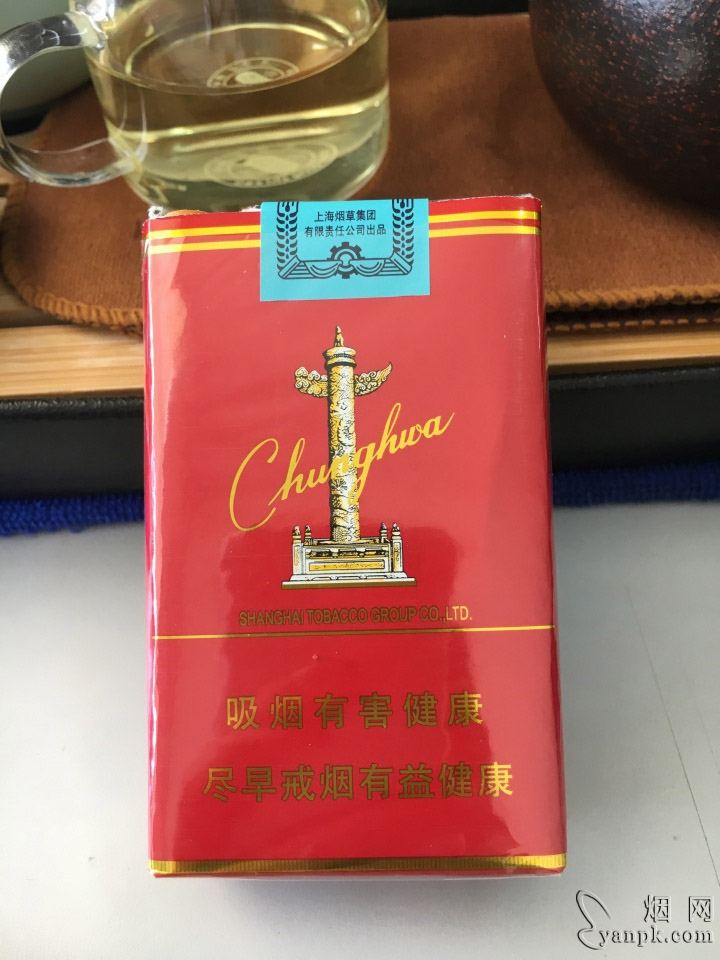 上海烟草集团
有限责任公司出品
Chunghwa
SHANGHAI TOBACCO GROUP CO.,LTD.
吸烟有害健康
尽早戒烟有益健康
烟网
yanpk.com